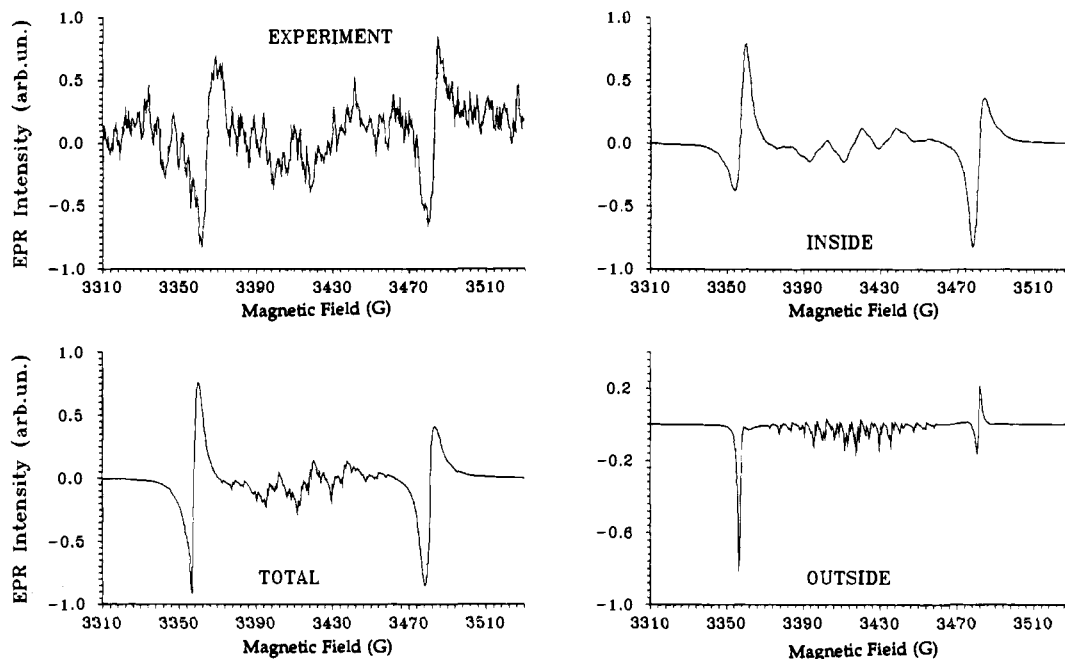 EPR Intensity (arb.un.)
1.0
0.5
0.0
-0.5
-1.0
EXPERIMENT
3310 3350 3390 3430 3470 3510
Magnetic Field (G)
1.0
0.5
0.0
-0.5
-1.0
INSIDE
3310 3350 3390 3430 3470 3510
Magnetic Field (G)
EPR Intensity (arb.un.)
1.0
0.5
0.0
-0.5
-1.0
TOTAL
3310 3350 3390 3430 3470 3510
Magnetic Field (G)
0.2
-0.2
-0.6
-1.0
OUTSIDE
3310 3350 3390 3430 3470 3510
Magnetic Field (G)